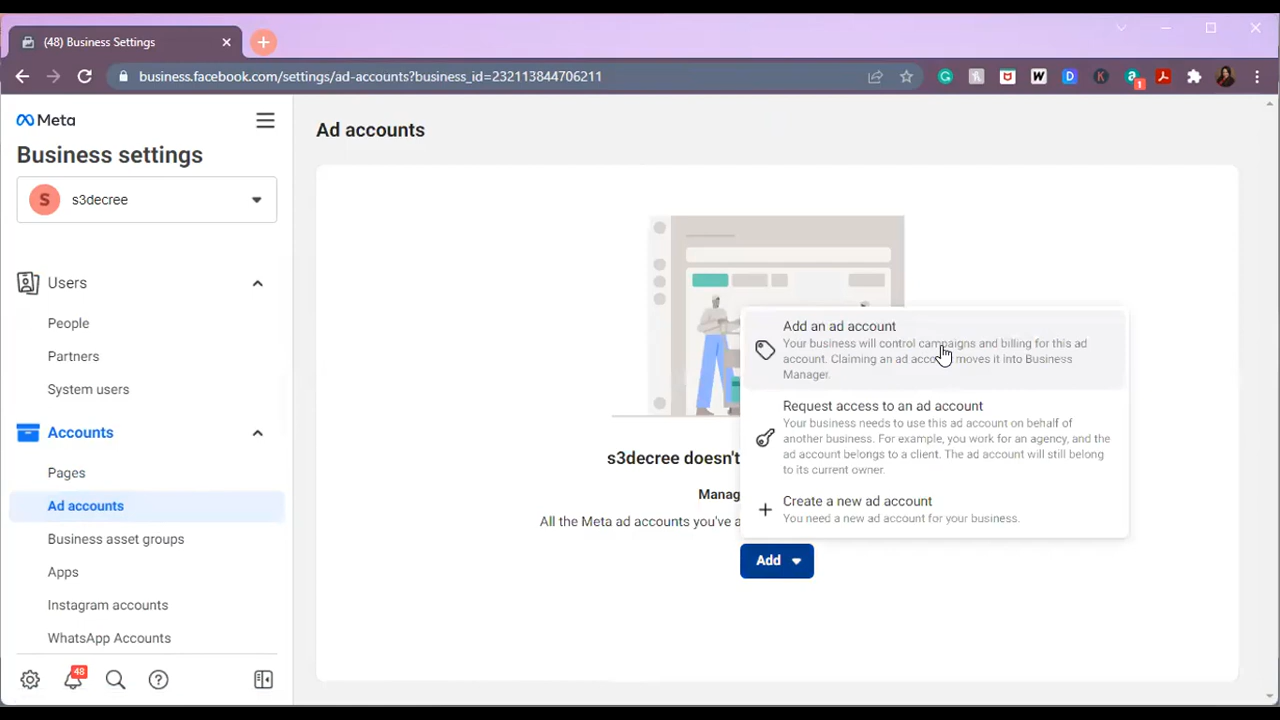 (48) Business Settings
business.facebook.com/settings/ad-accounts?business_id=232113844706211
1
Meta
Business settings
S s3decree
Users
People
Partners
System users
Accounts
Pages
Ad accounts
Business asset groups
Apps
Instagram accounts
WhatsApp Accounts
48
Ad accounts
Add an ad account
Your business will control campaigns and billing for this ad
account. Claiming an ad moves it into Business
Manager.
Request access to an ad account
Your business needs to use this ad account on behalf of
another business. For example, you work for an agency, and the
ad account belongs to a client. The ad account will still belong
to its current owner.
Create a new ad account
You need a new ad account for your business.
s3decree doesn't
Manag
All the Meta ad accounts you've a
Add